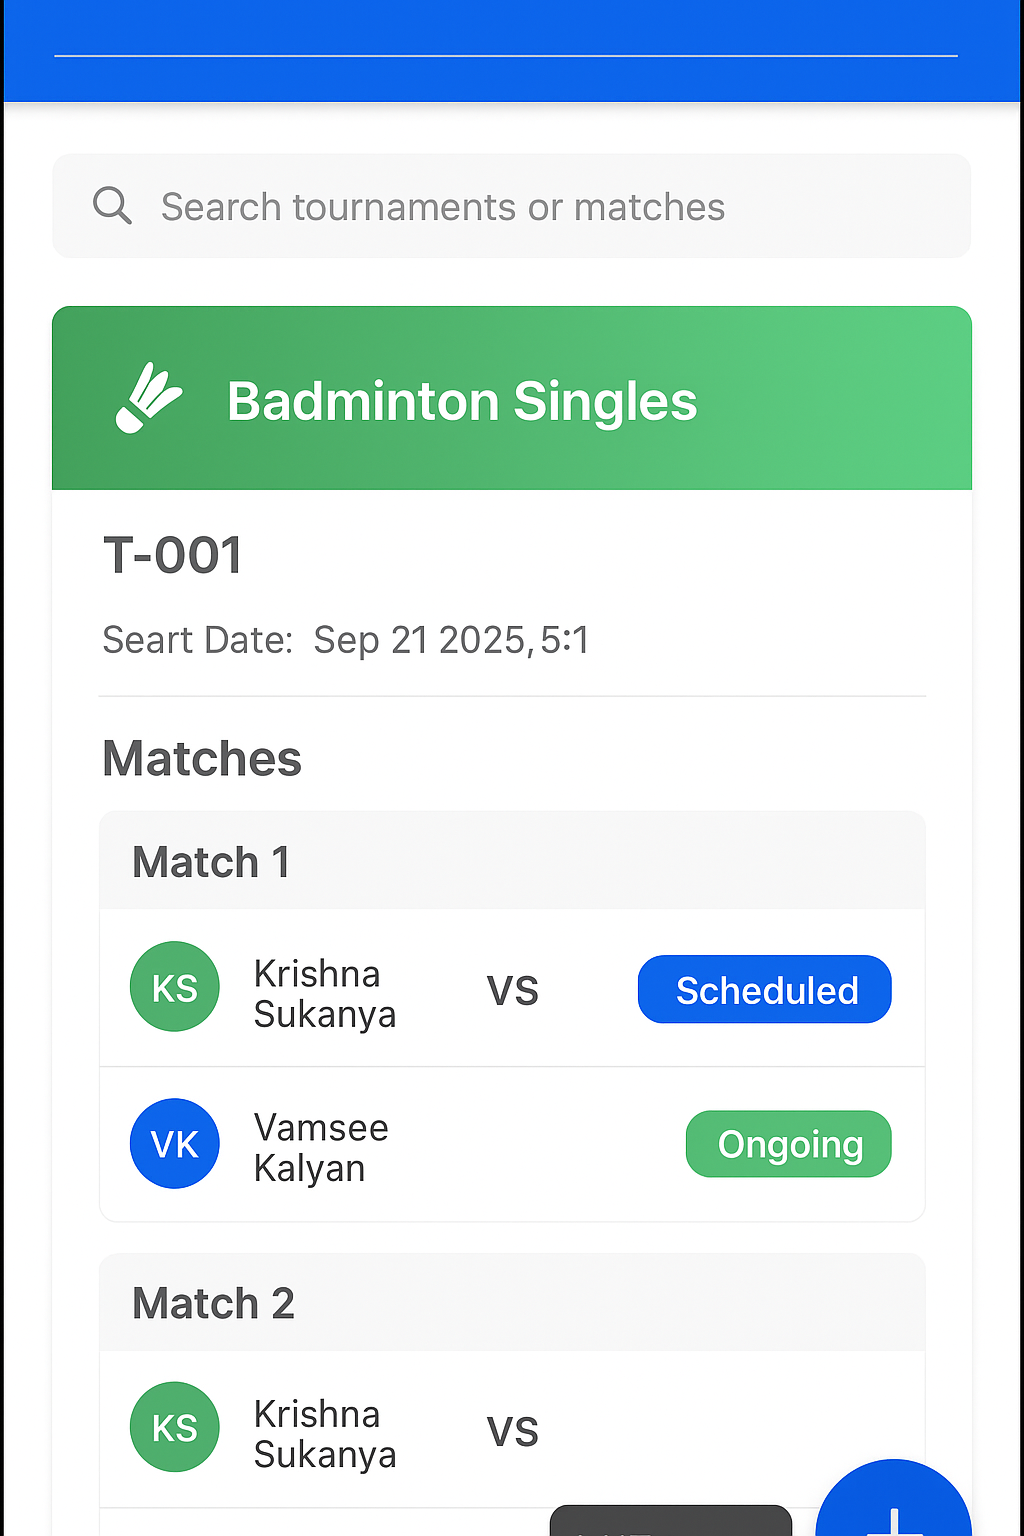 Search tournaments or matches
Badminton Singles
T-001
Seart Date: Sep 21 2025, 5:1
Matches
Match 1
KS
Krishna
Sukanya
VS
Scheduled
VK
Vamsee
Kalyan
Ongoing
Match 2
KS
Krishna
Sukanya
VS